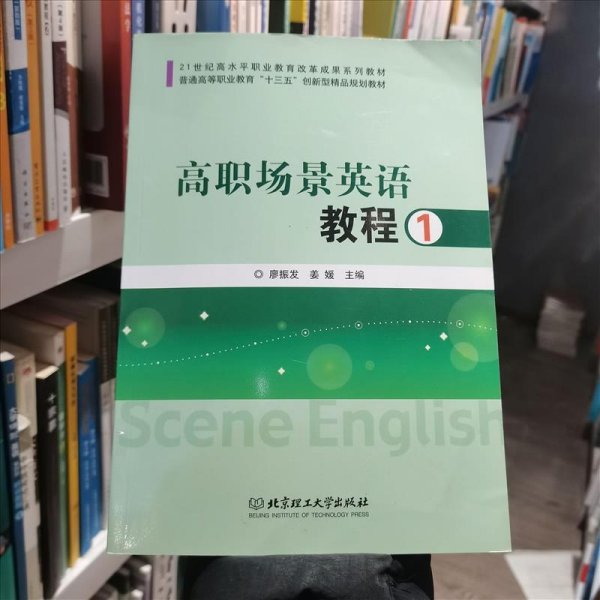 21世纪高水平职业教育改革成果系列教材
普通高等职业教育“十三五”创新型精品规划教材
高职场景英语
教程 1
◎ 廖振发 姜媛 主编
Scene English
北京理工大学出版社
BEIJING INSTITUTE OF TECHNOLOGY PRESS